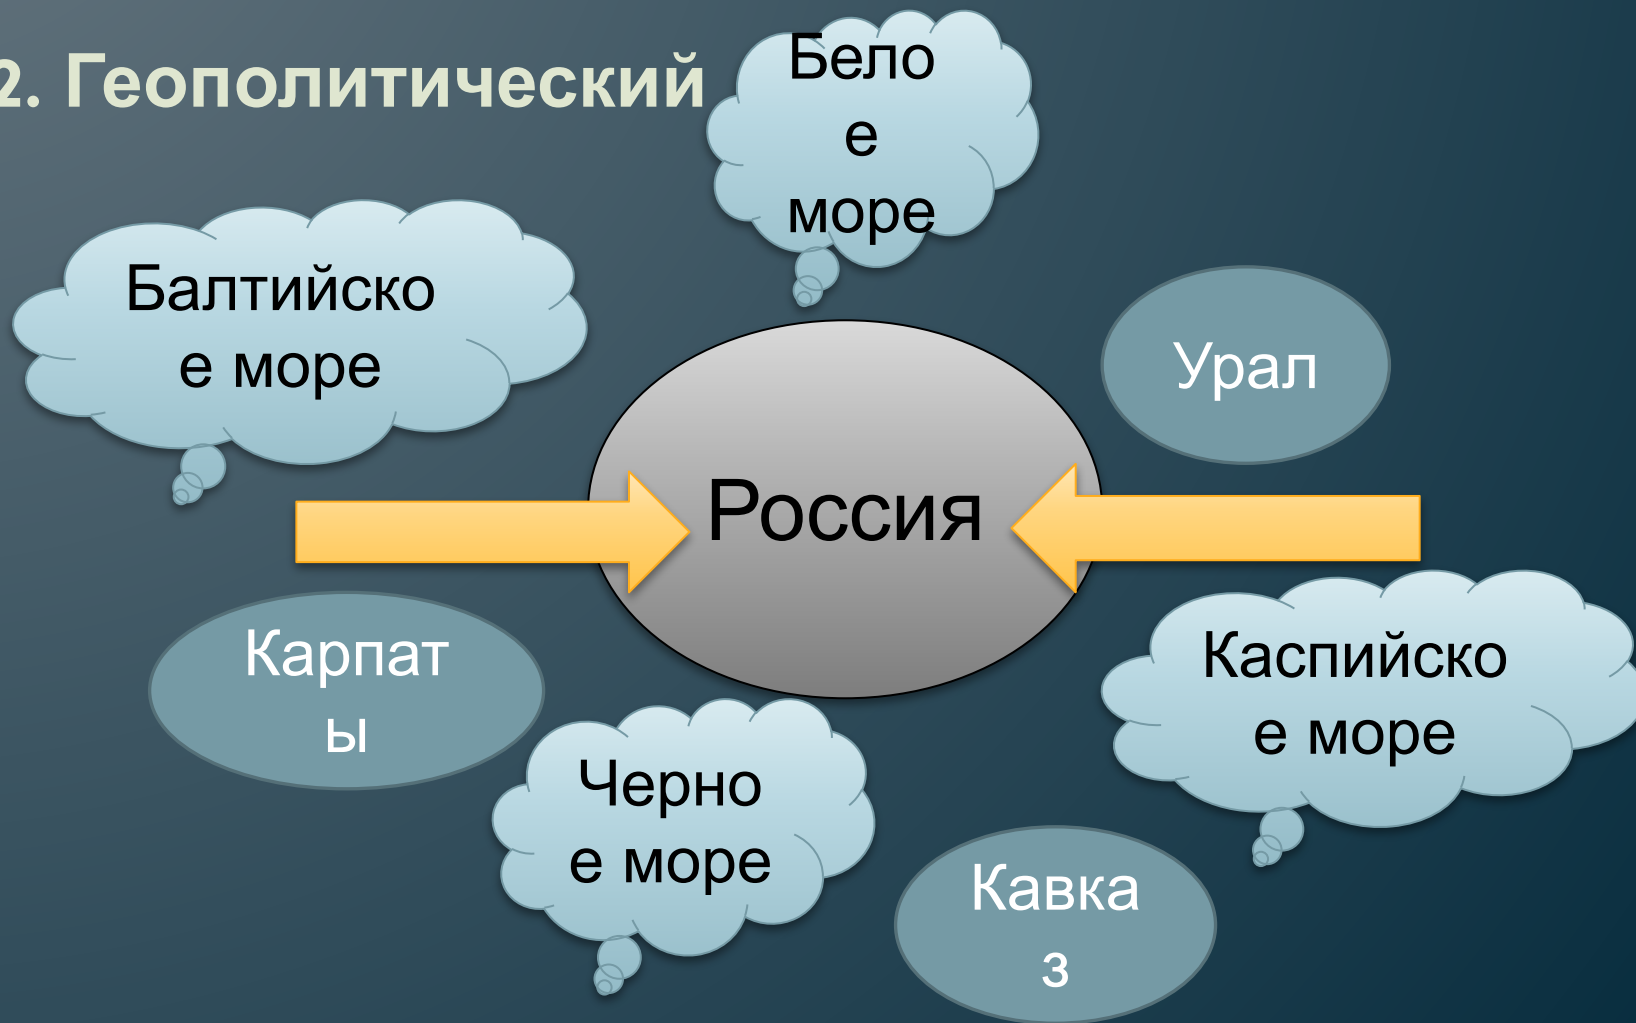 2. Геополитический
Бело
е
море
Балтийско
е море
Урал
Россия
Карпат
ы
Каспийско
е море
Черно
е море
Кавка
з